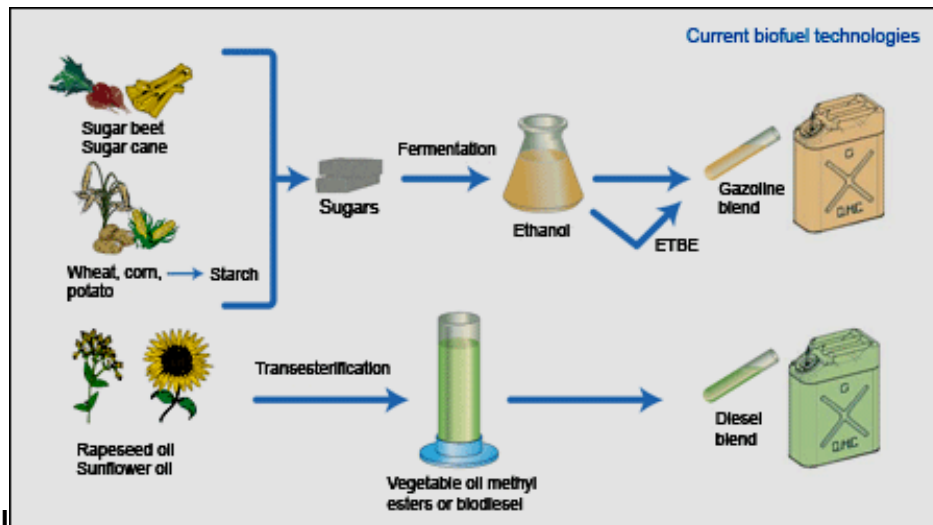 Current biofuel technologies
Sugar beet
Sugar cane
Fermentation
Sugars
Ethanol
ETBE
Gazoline
blend
G
Q.M.C
Wheat, corn,
potato
Starch
Transesterification
Rapeseed oil
Sunflower oil
Vegetable oil methyl
esters or biodiesel
Diesel
blend
G
Q.M.C